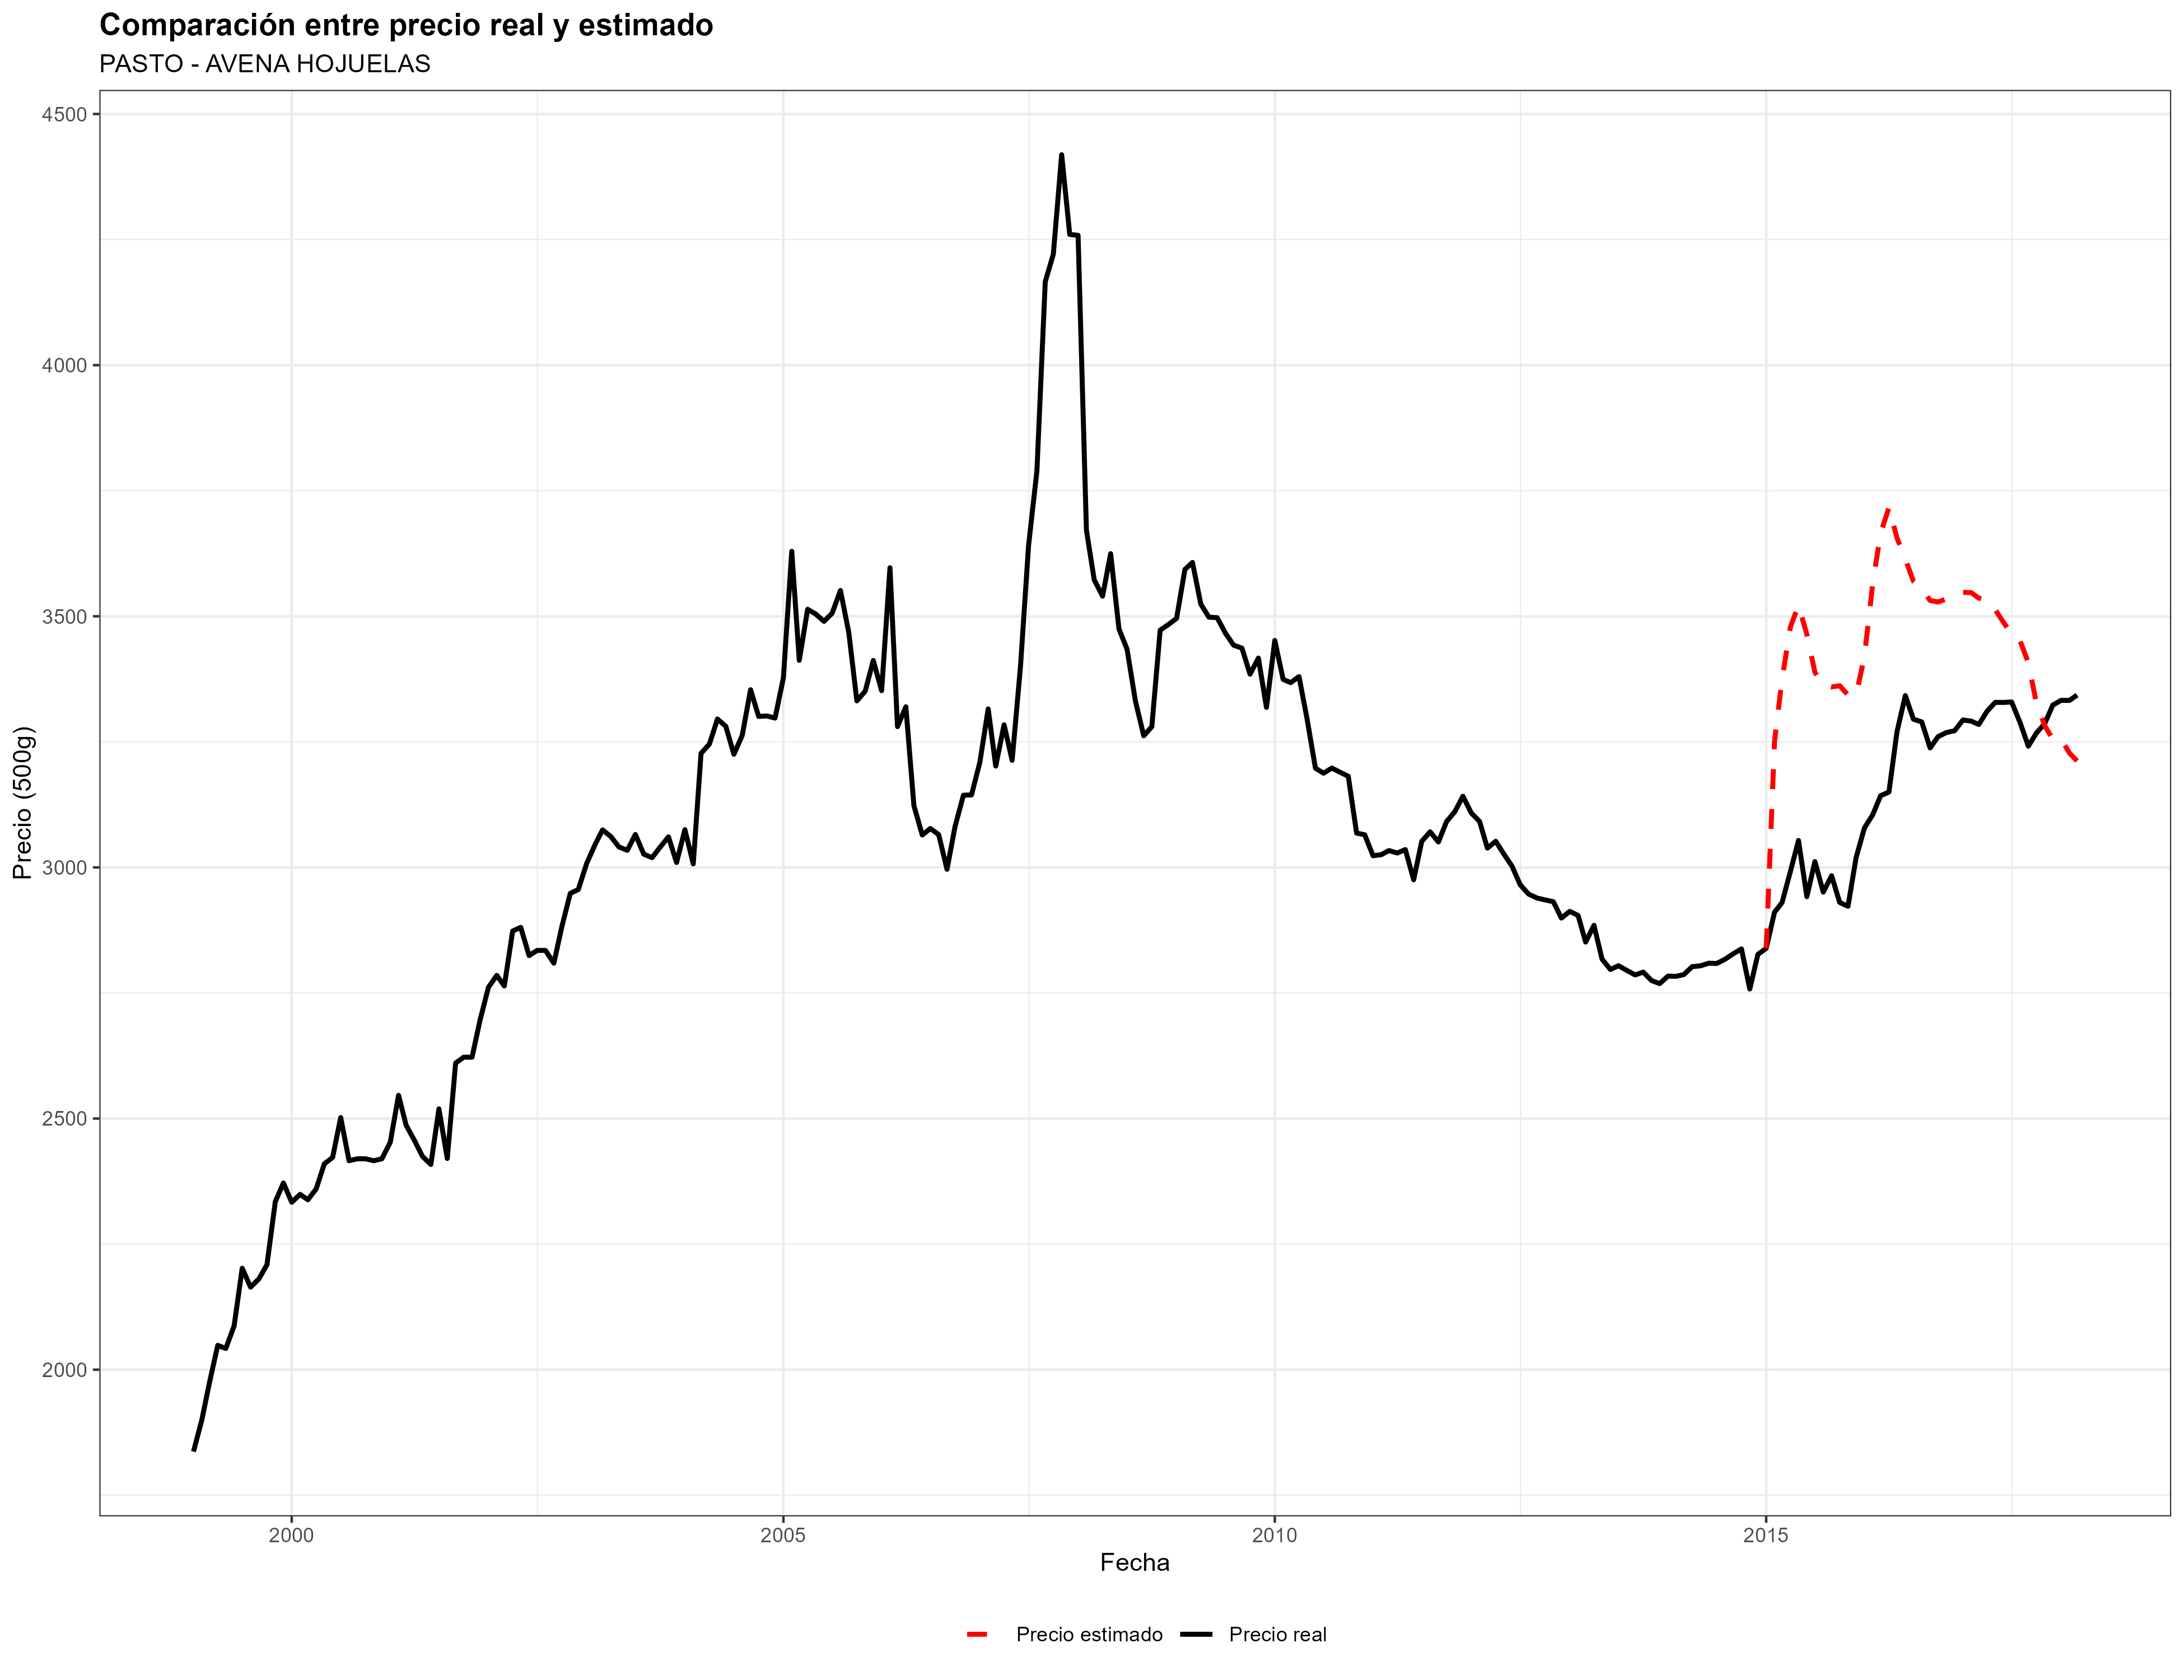 Comparación entre precio real y estimado
PASTO - AVENA HOJUELAS
4500
4000
3500
3000
2500
2000
Precio (500g)
2000 2005 2010 2015
Fecha
Precio estimado Precio real